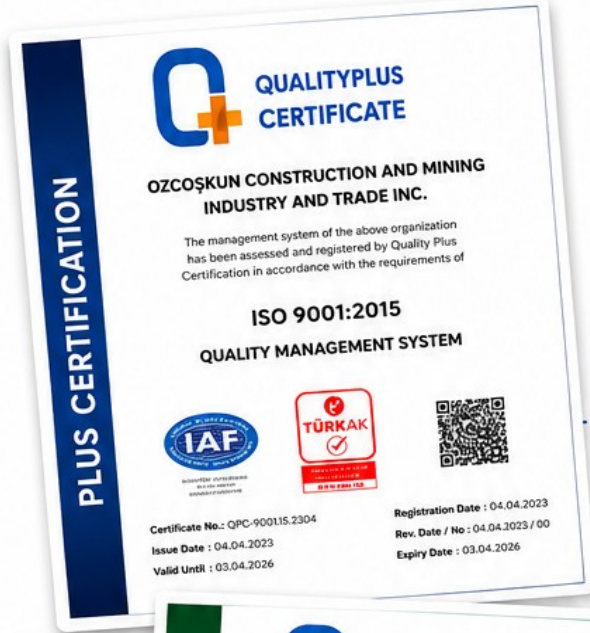 PLUS CERTIFICATION
QUALITYPLUS
CERTIFICATE
OZCOŞKUN CONSTRUCTION AND MINING
INDUSTRY AND TRADE INC.
The management system of the above organization
has been assessed and registered by Quality Plus
Certification in accordance with the requirements of
ISO 9001:2015
QUALITY MANAGEMENT SYSTEM
IAF
TÜRKAK
Certificate No.: QPC-9001.15.2304
Issue Date : 04.04.2023
Valid Until : 03.04.2026
Registration Date : 04.04.2023
Rev. Date / No : 04.04.2023 / 00
Expiry Date : 03.04.2026